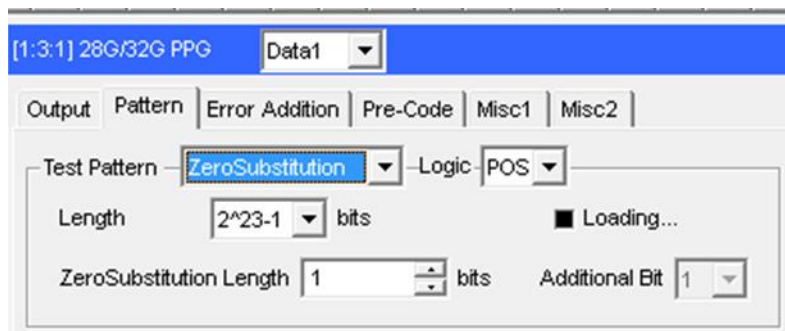 [1:3:1] 28G/32G PPG Data1
Output Pattern Error Addition Pre-Code Misc1 Misc2
Test Pattern ZeroSubstitution Logic POS
Length 2^23-1 bits Loading...
ZeroSubstitution Length 1 bits Additional Bit 1